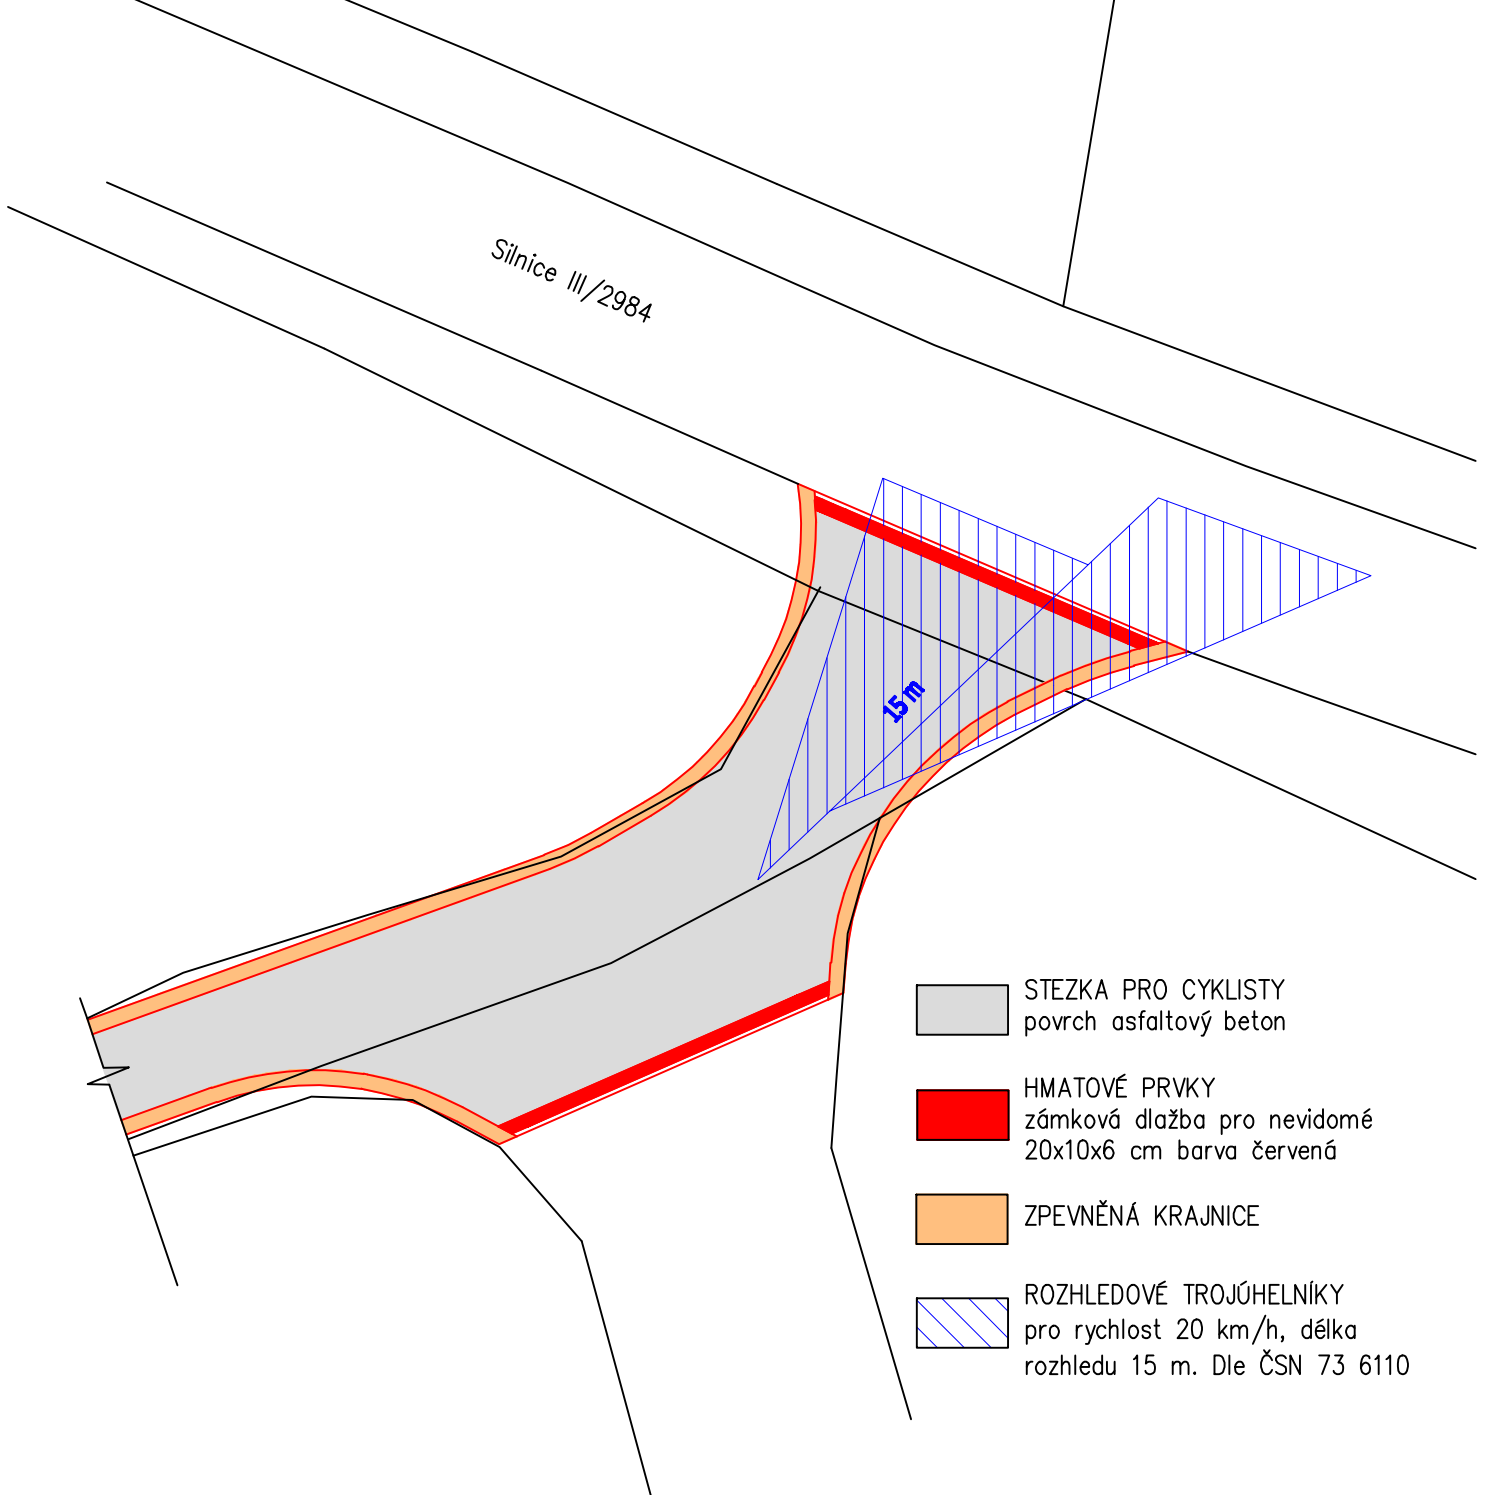 Silnice III/2984
15 m
STEZKA PRO CYKLISTY
povrch asfaltový beton
HMATOVÉ PRVKY
zámková dlažba pro nevidomé
20x10x6 cm barva červená
ZPEVNĚNÁ KRAJNICE
ROZHLEDOVÉ TROJÚHELNÍKY
pro rychlost 20 km/h, délka
rozhledu 15 m. Dle ČSN 73 6110